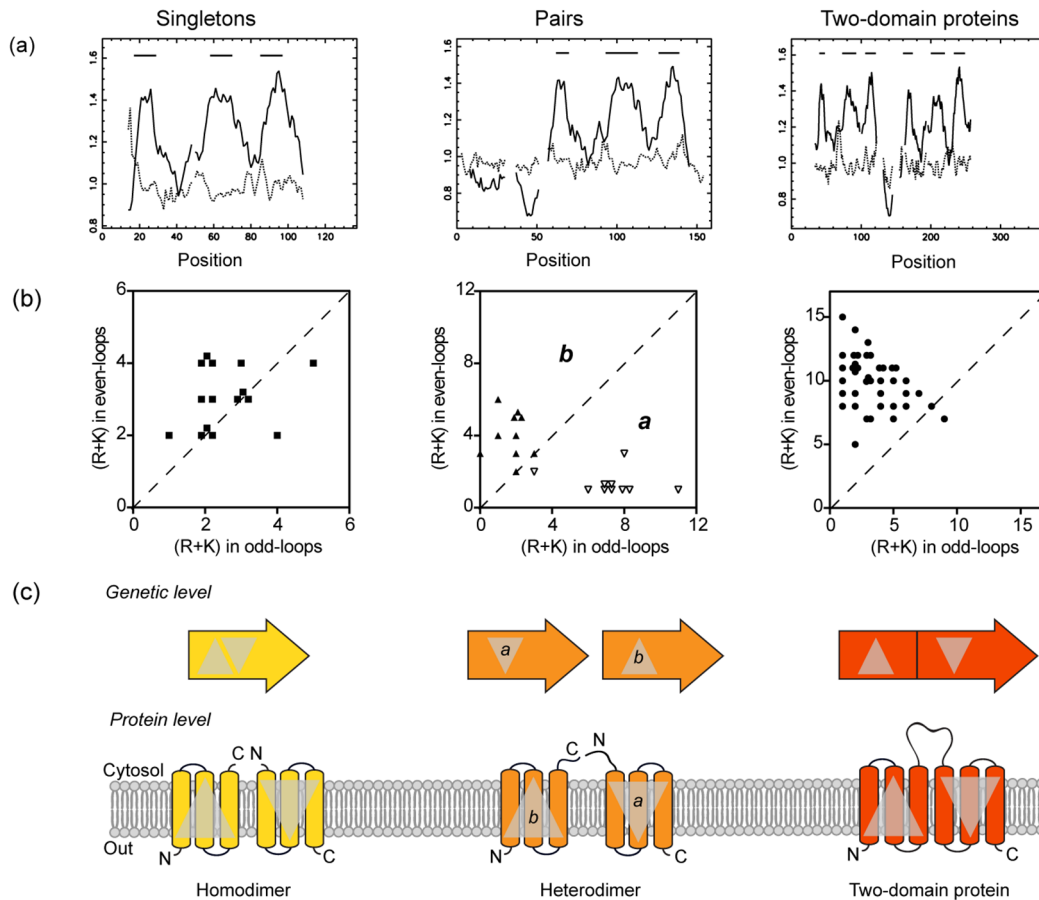 Singletons
Pairs
Two-domain proteins
(a)
1.6
1.4
1.2
1.0
0.8
0 20 40 60 80 100 120
Position
1.6
1.4
1.2
1.0
0.8
0 50 100 150
Position
1.6
1.4
1.2
1.0
0.8
0 100 200 300
Position
(b)
(R+K) in even-loops
6
4
2
0
0 2 4 6
(R+K) in odd-loops
(R+K) in even-loops
12
8
4
0
0 4 8 12
b
a
(R+K) in odd-loops
(R+K) in even-loops
15
10
5
0
0 5 10 15
(R+K) in odd-loops
(c)
Genetic level
a
b
Protein level
Cytosol
Out
N
C N
C
Homodimer
N
C
N
b
a
C
Heterodimer
N
C
Two-domain protein